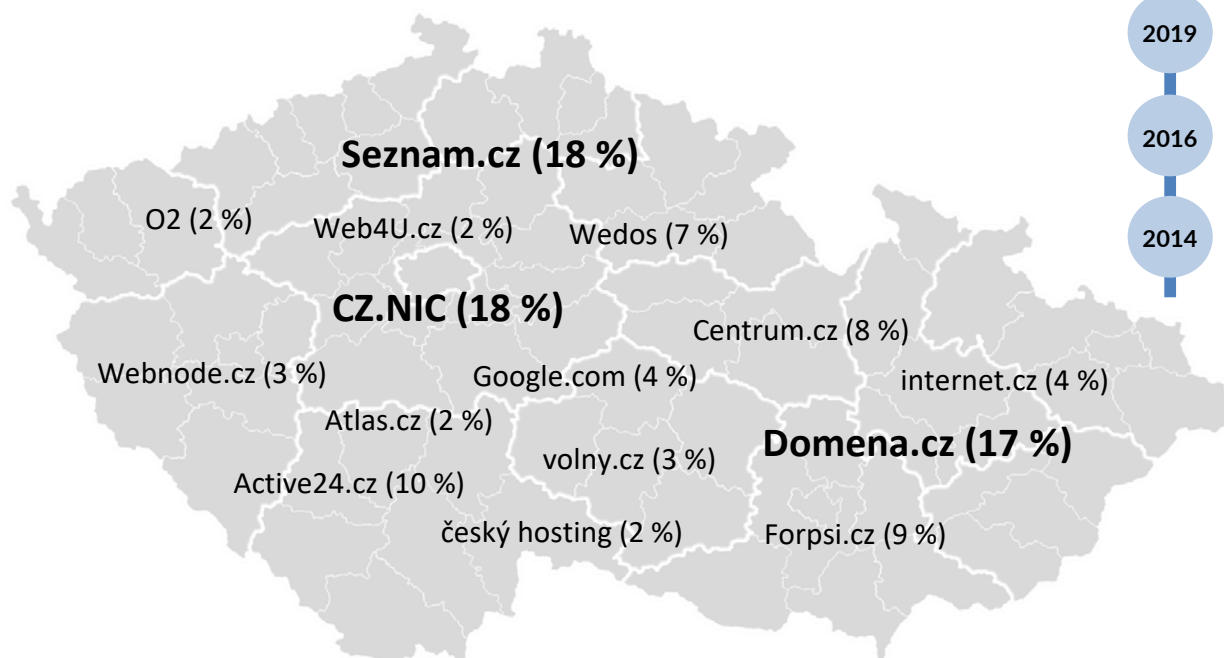 2019
Seznam.cz (18 %)
2016
O2 (2 %)
Web4U.cz (2 %)
Wedos (7 %)
2014
CZ.NIC (18 %)
Centrum.cz (8 %)
Webnode.cz (3 %)
Google.com (4 %)
internet.cz (4 %)
Atlas.cz (2 %)
Domena.cz (17 %)
volny.cz (3 %)
Active24.cz (10 %)
český hosting (2 %)
Forpsi.cz (9 %)